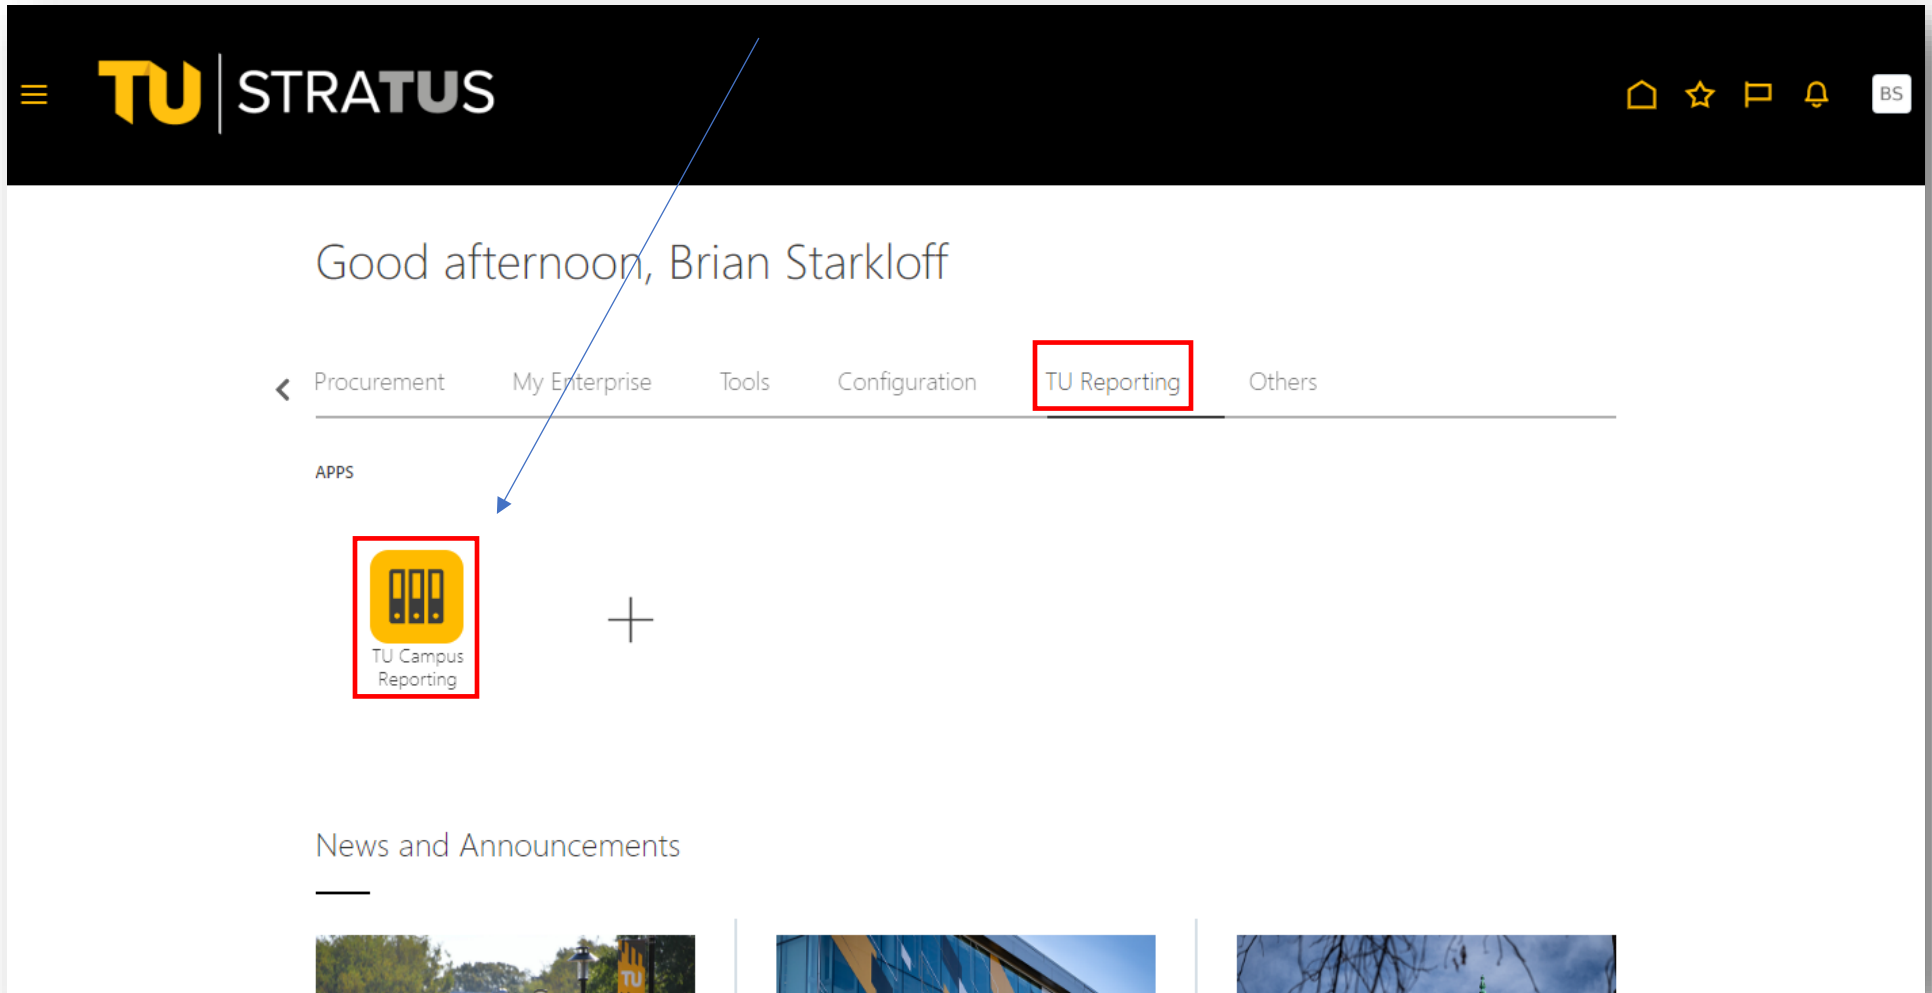 TU STRATUS
BS
Good afternoon, Brian Starkloff
Procurement My Enterprise Tools Configuration TU Reporting Others
APPS
TU Campus
Reporting
News and Announcements
TU